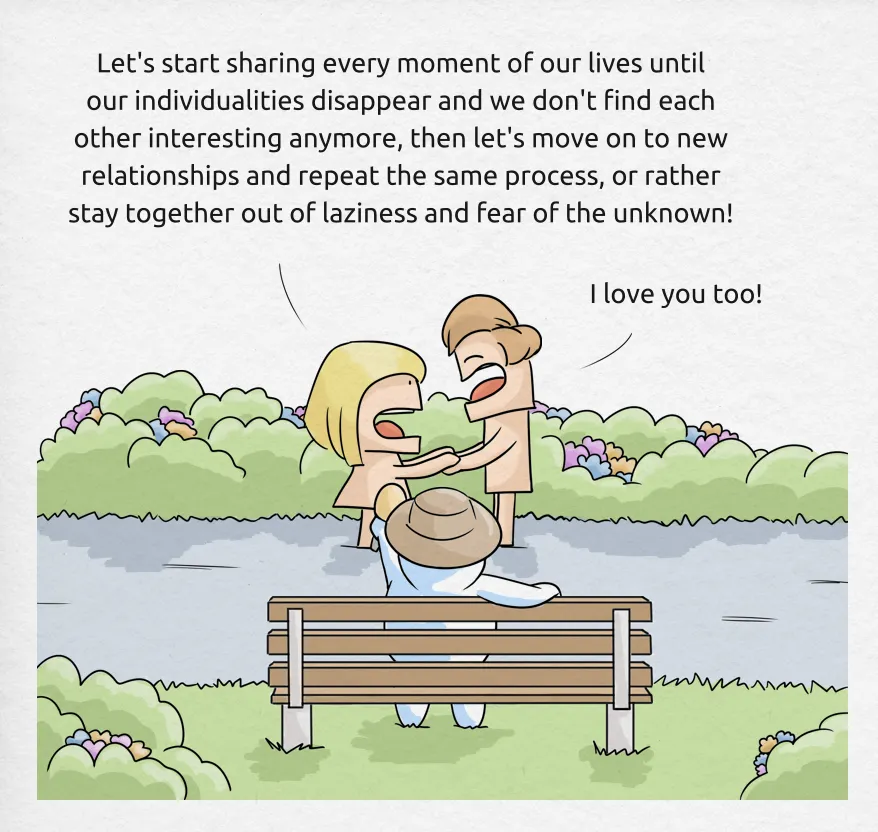 Let's start sharing every moment of our lives until
our individualities disappear and we don't find each
other interesting anymore, then let's move on to new
relationships and repeat the same process, or rather
stay together out of laziness and fear of the unknown!
I love you too!